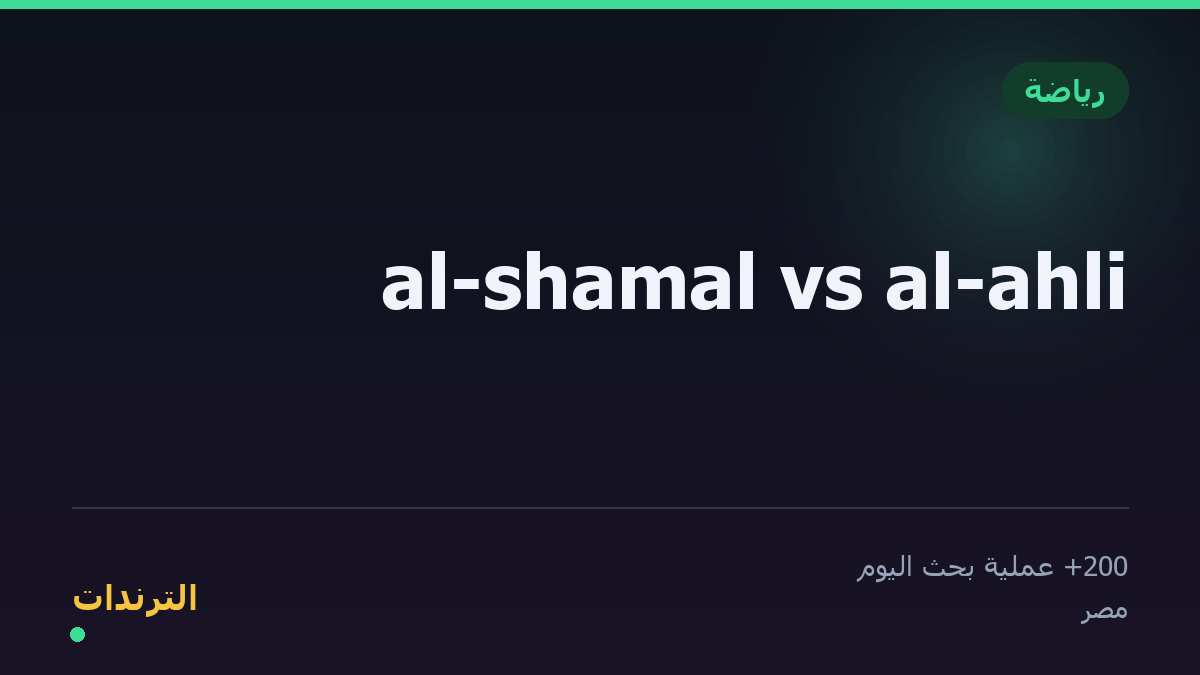 رياضة
al-shamal vs al-ahli
200+ عملية بحث اليوم
مصر
الترندات